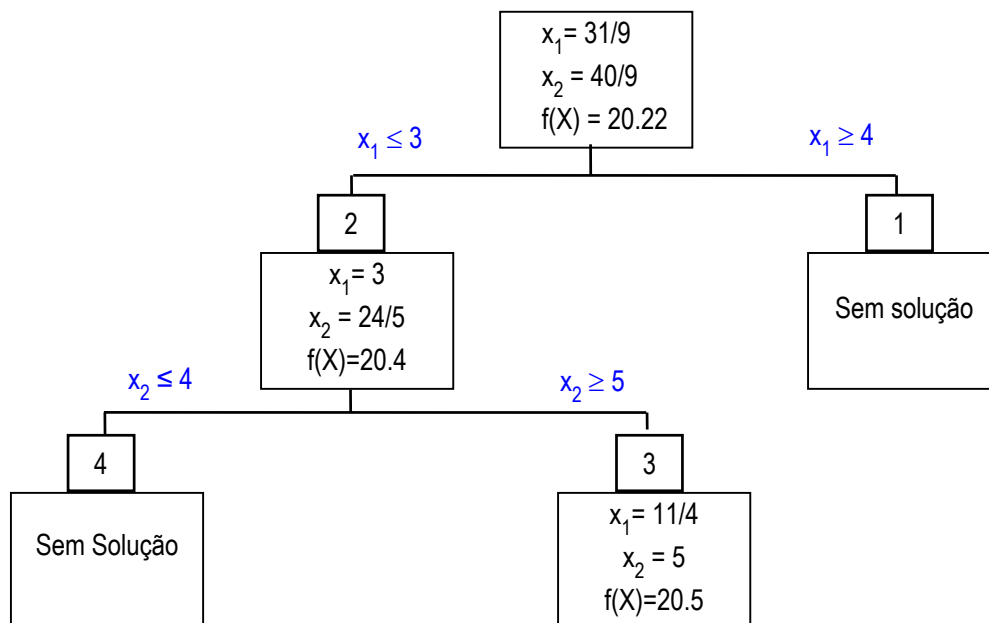 x₁= 31/9
x₂ = 40/9
f(X) = 20.22
x₁ ≤ 3
x₁ ≥ 4
2
1
x₁= 3
x₂ = 24/5
f(X)=20.4
Sem solução
x₂ ≤ 4
x₂ ≥ 5
4
3
Sem Solução
x₁= 11/4
x₂ = 5
f(X)=20.5